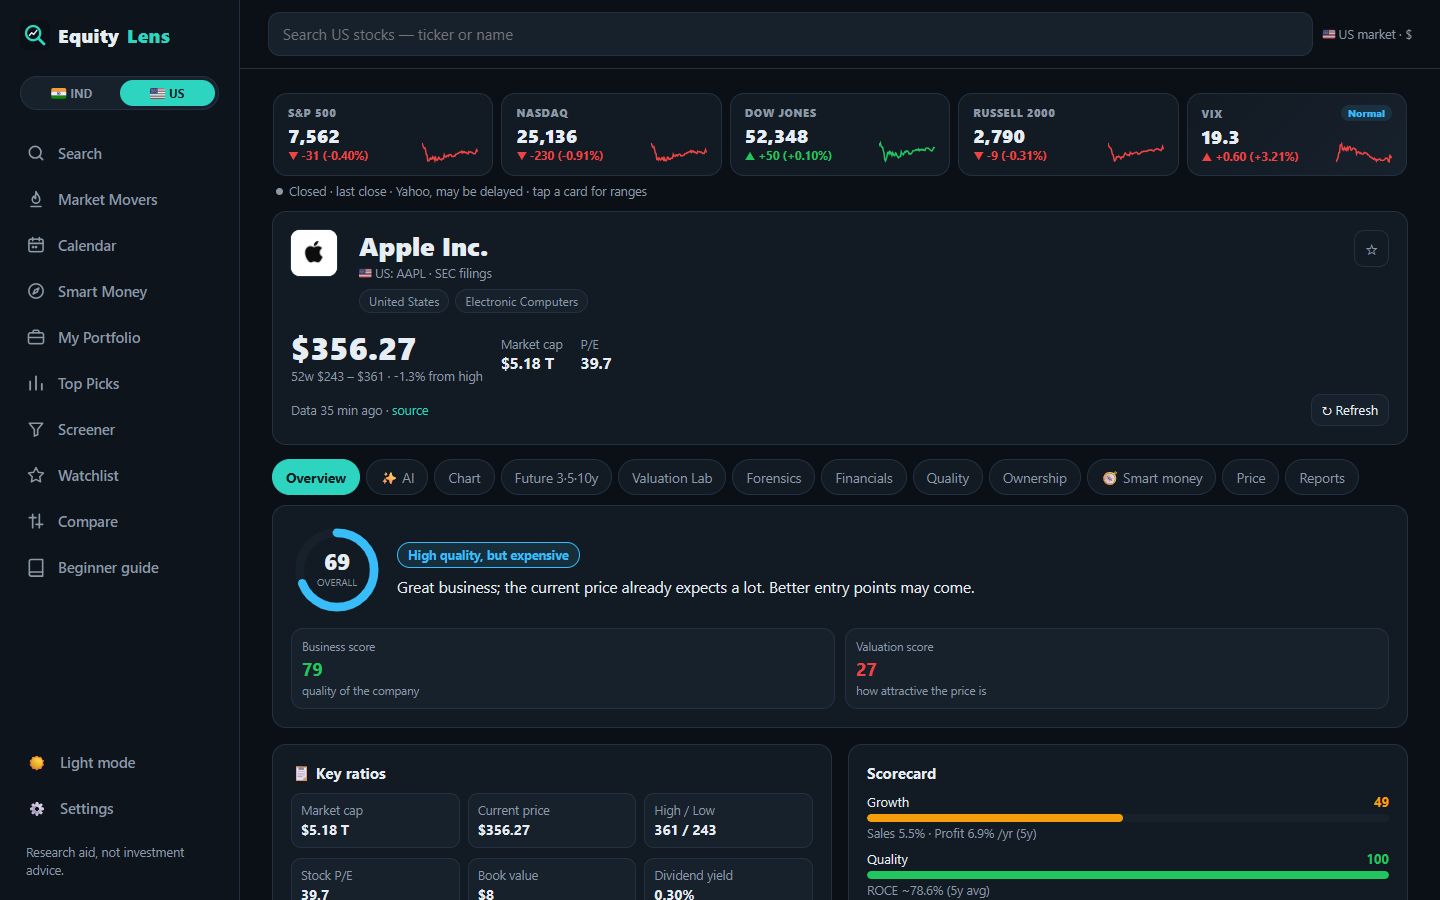 Equity Lens
IND
US
Search
Market Movers
Calendar
Smart Money
My Portfolio
Top Picks
Screener
Watchlist
Compare
Beginner guide
Light mode
Settings
Research aid, not investment
advice.
Search US stocks — ticker or name
US market · $
S&P 500
7,562
▼ -31 (-0.40%)
NASDAQ
25,136
▼ -230 (-0.91%)
DOW JONES
52,348
▲ +50 (+0.10%)
RUSSELL 2000
2,790
▼ -9 (-0.31%)
VIX
Normal
19.3
▲ +0.60 (+3.21%)
Closed · last close · Yahoo, may be delayed · tap a card for ranges
Apple Inc.
US: AAPL · SEC filings
United States
Electronic Computers
$356.27
52w $243 – $361 · -1.3% from high
Market cap
$5.18 T
P/E
39.7
Data 35 min ago · source
↻ Refresh
Overview
✨ AI
Chart
Future 3·5·10y
Valuation Lab
Forensics
Financials
Quality
Ownership
Smart money
Price
Reports
69
OVERALL
High quality, but expensive
Great business; the current price already expects a lot. Better entry points may come.
Business score
79
quality of the company
Valuation score
27
how attractive the price is
Key ratios
Market cap
$5.18 T
Current price
$356.27
High / Low
361 / 243
Stock P/E
39.7
Book value
$8
Dividend yield
0.30%
Scorecard
Growth
49
Sales 5.5% · Profit 6.9% /yr (5y)
Quality
100
ROCE ~78.6% (5y avg)